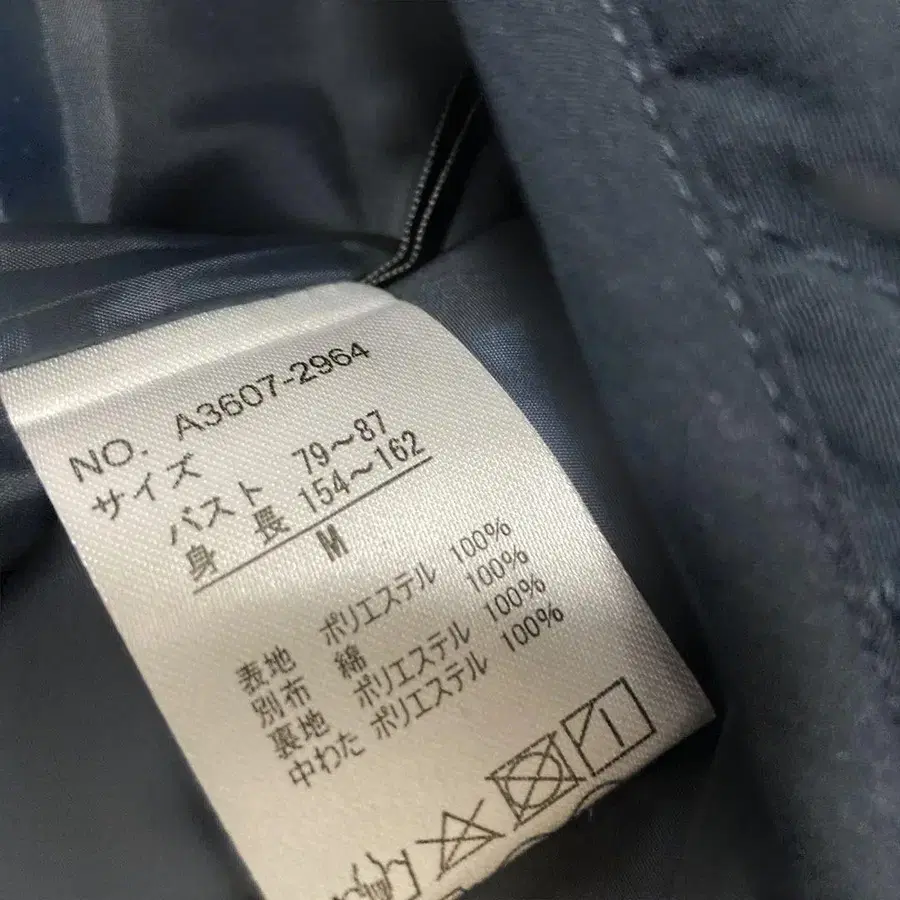 NO. A3607-2964
サイズ
バスト 79〜87
身長 154〜162
M
表地 ポリエステル 100%
別布 綿 100%
裏地 ポリエステル 100%
中わた ポリエステル 100%